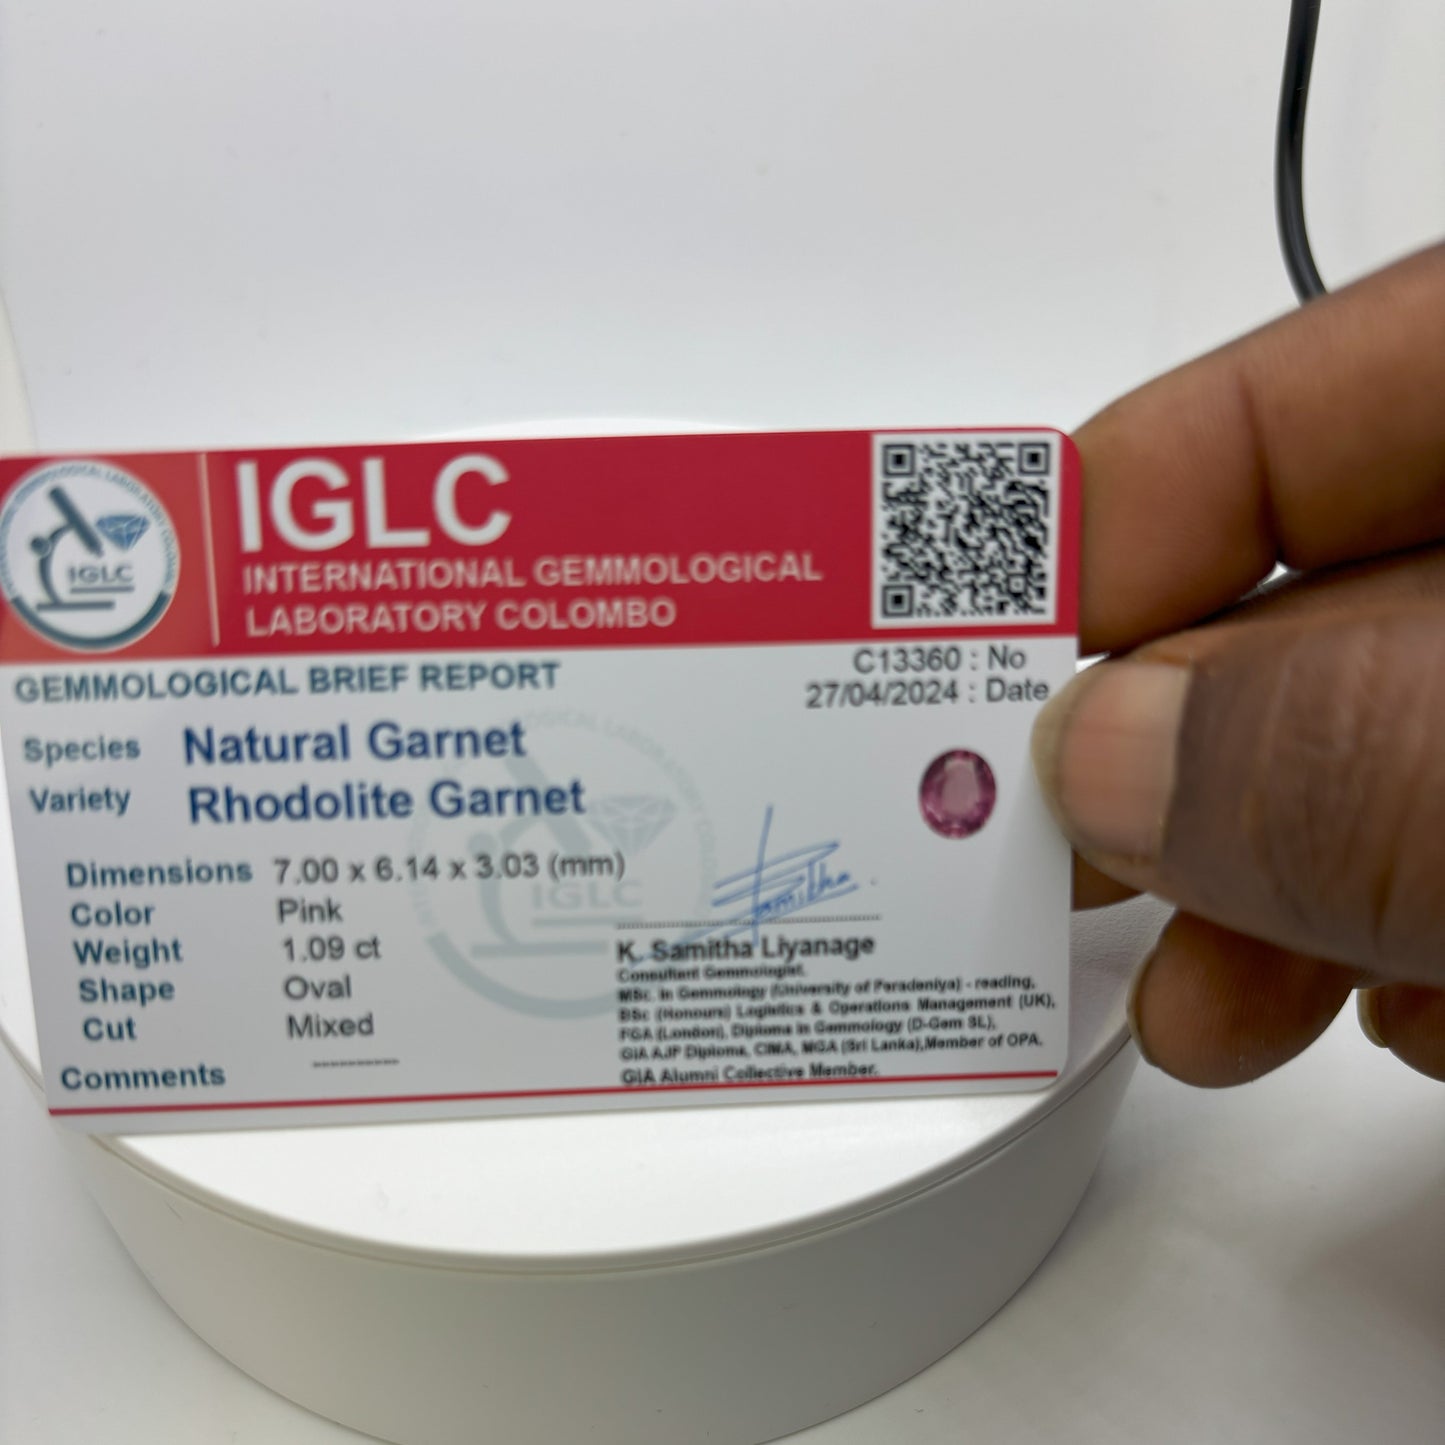 IGLC
INTERNATIONAL GEMMOLOGICAL
LABORATORY COLOMBO
IGLC
GEMMOLOGICAL BRIEF REPORT
C13360 : No
27/04/2024 : Date
Species Natural Garnet
Variety Rhodolite Garnet
Dimensions 7.00 x 6.14 x 3.03 (mm)
Color Pink
Weight 1.09 ct
Shape Oval
Cut Mixed
Comments ----------
IGLC
K. Samitha Liyanage
Consultant Gemmologist.
MSc. in Gemmology (University of Peradeniya) - reading,
BSc (Honours) Logistics & Operations Management (UK),
FGA (London), Diploma in Gemmology (D-Gem SL),
GIA AJP Diploma, CMA, MGA (Sri Lanka),Member of OPA.
GIA Alumni Collective Member.